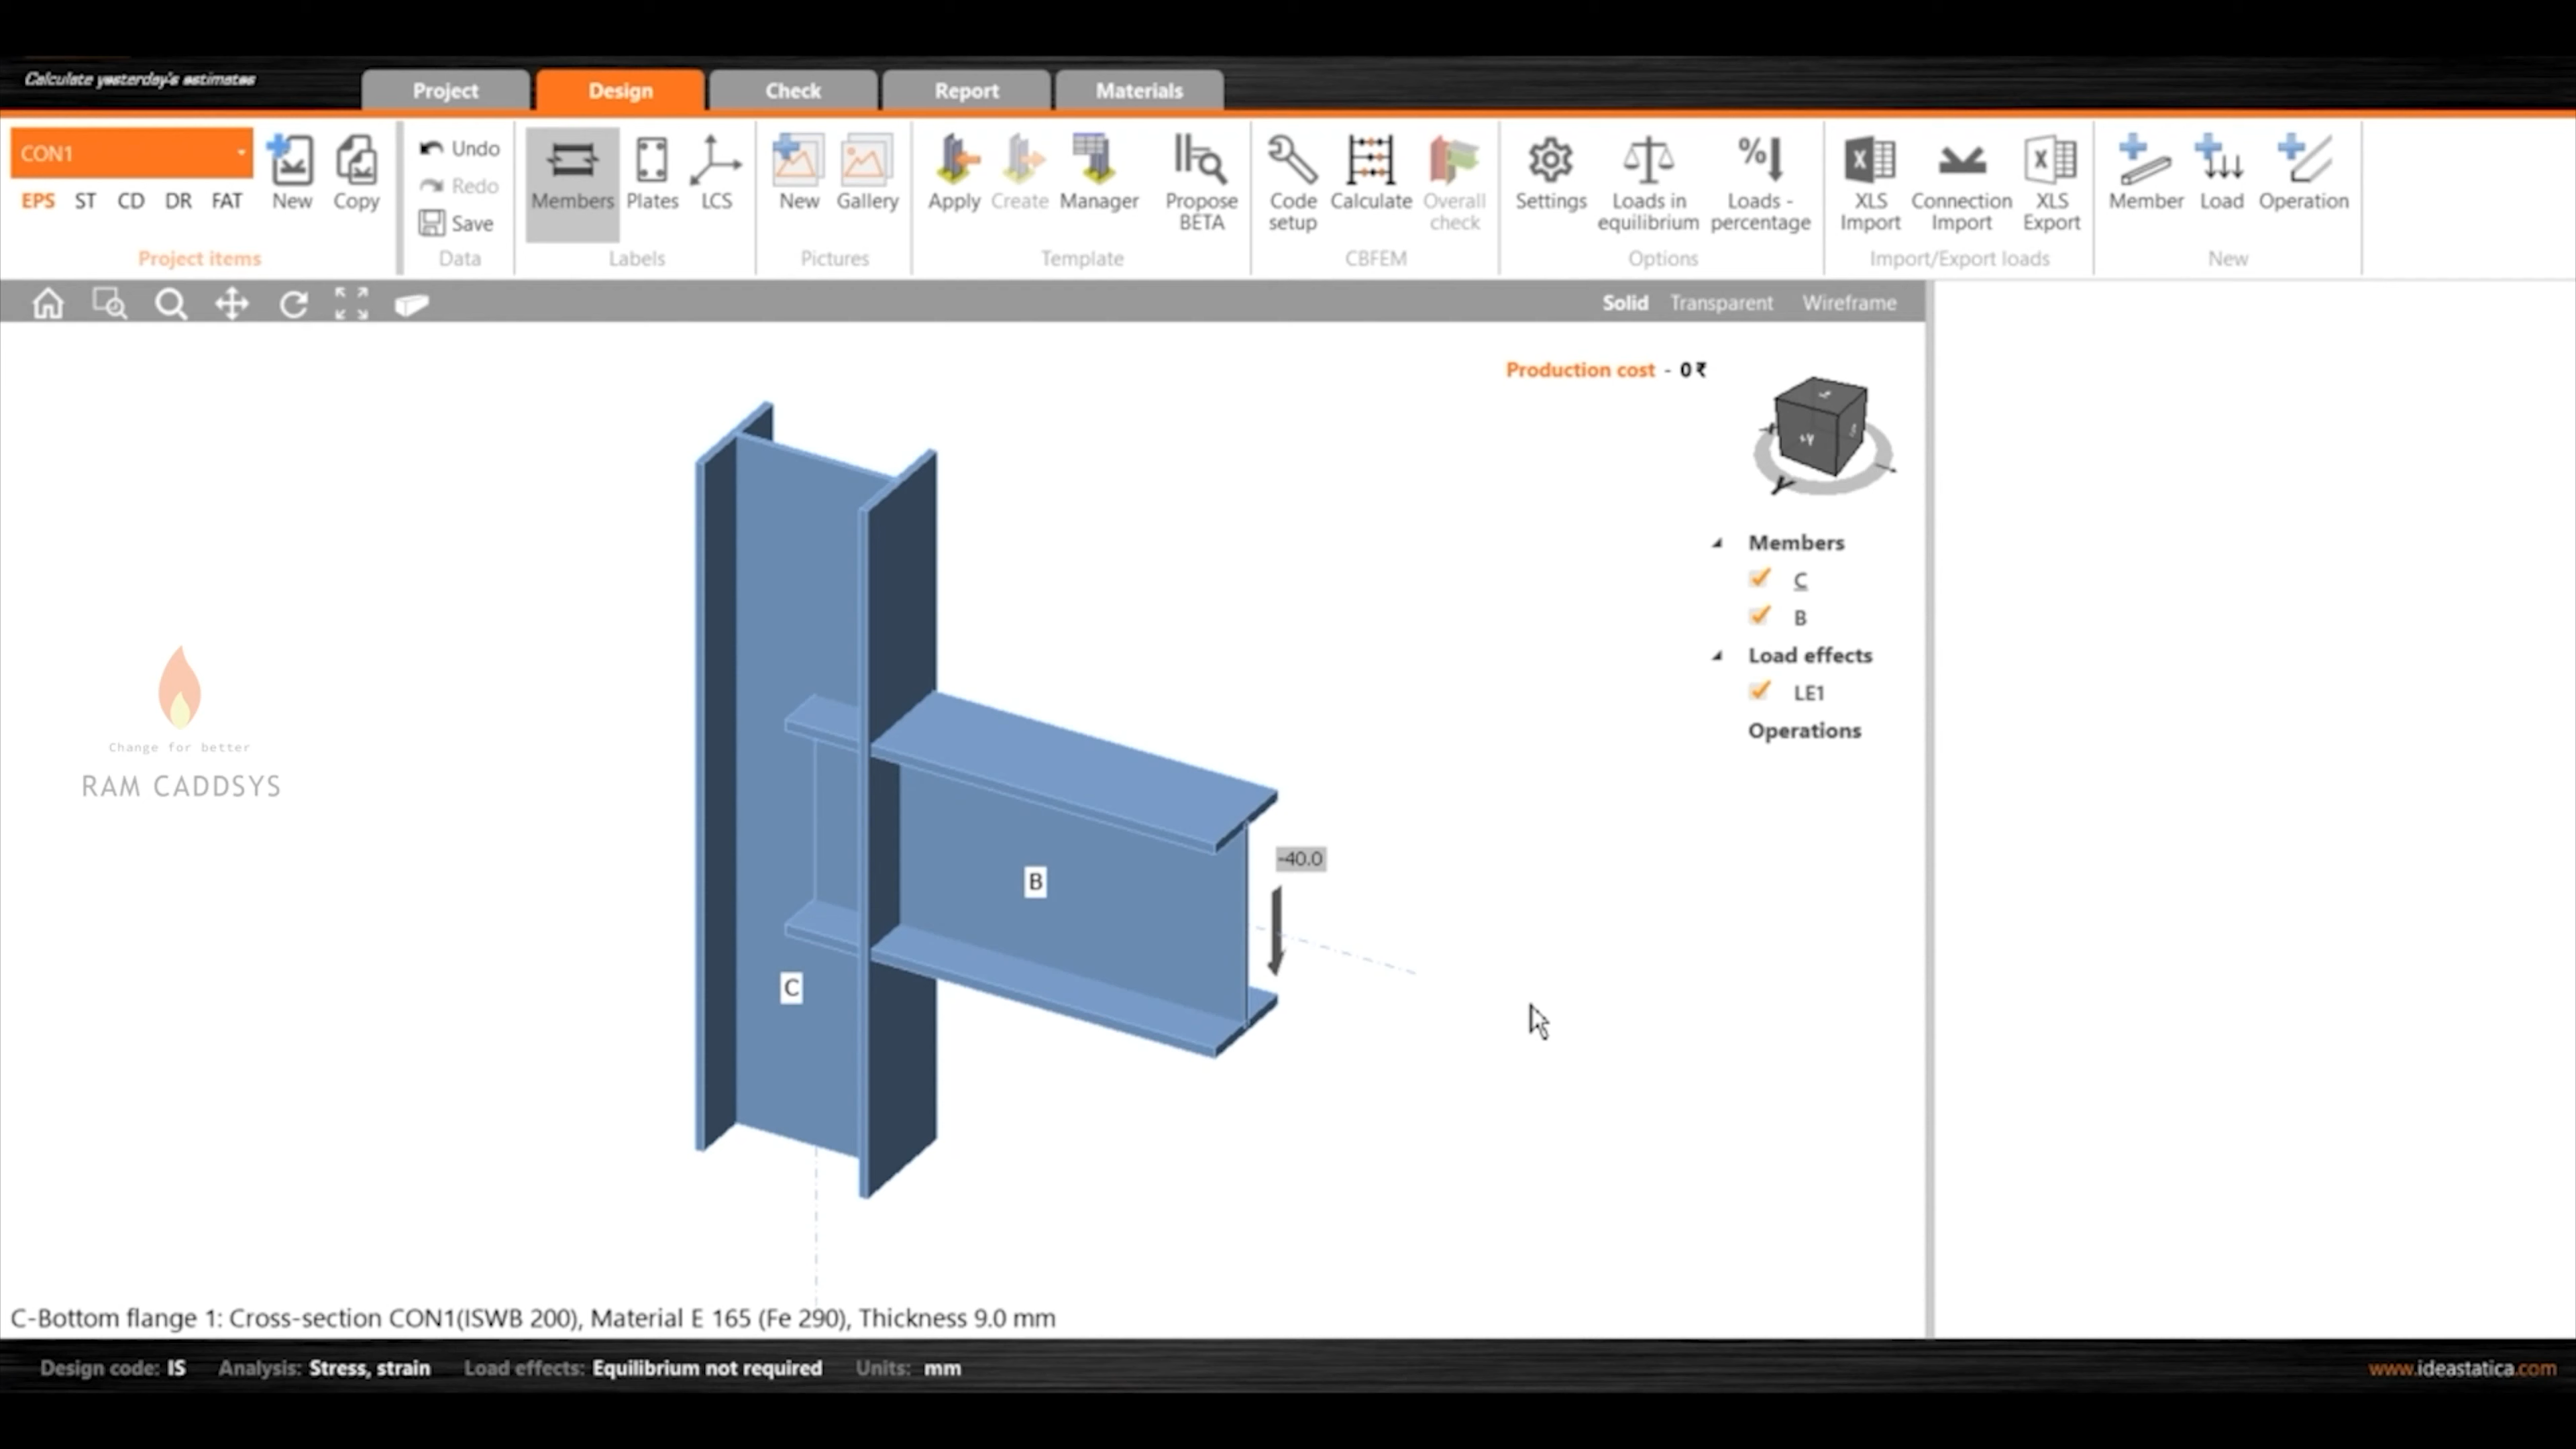 Calculate yesterday's estimates
Project
Design
Check
Report
Materials
CON1
EPS ST CD DR FAT
New
Copy
Project items
Undo
Redo
Save
Data
Members
Plates
LCS
Labels
New
Gallery
Pictures
Apply
Create
Manager
Propose
BETA
Template
Code
setup
Calculate
Overall
check
CBFEM
Settings
Loads in
equilibrium
Loads -
percentage
Options
XLS
Import
Connection
Import
XLS
Export
Import/Export loads
Member
Load
Operation
New
Solid Transparent Wireframe
Production cost - 0 ₹
+Y
Y
Members
C
B
Load effects
LE1
Operations
Change for better
RAM CADDSYS
B
-40.0
C
C-Bottom flange 1: Cross-section CON1(ISWB 200), Material E 165 (Fe 290), Thickness 9.0 mm
Design code: IS Analysis: Stress, strain Load effects: Equilibrium not required Units: mm
www.ideastatica.com